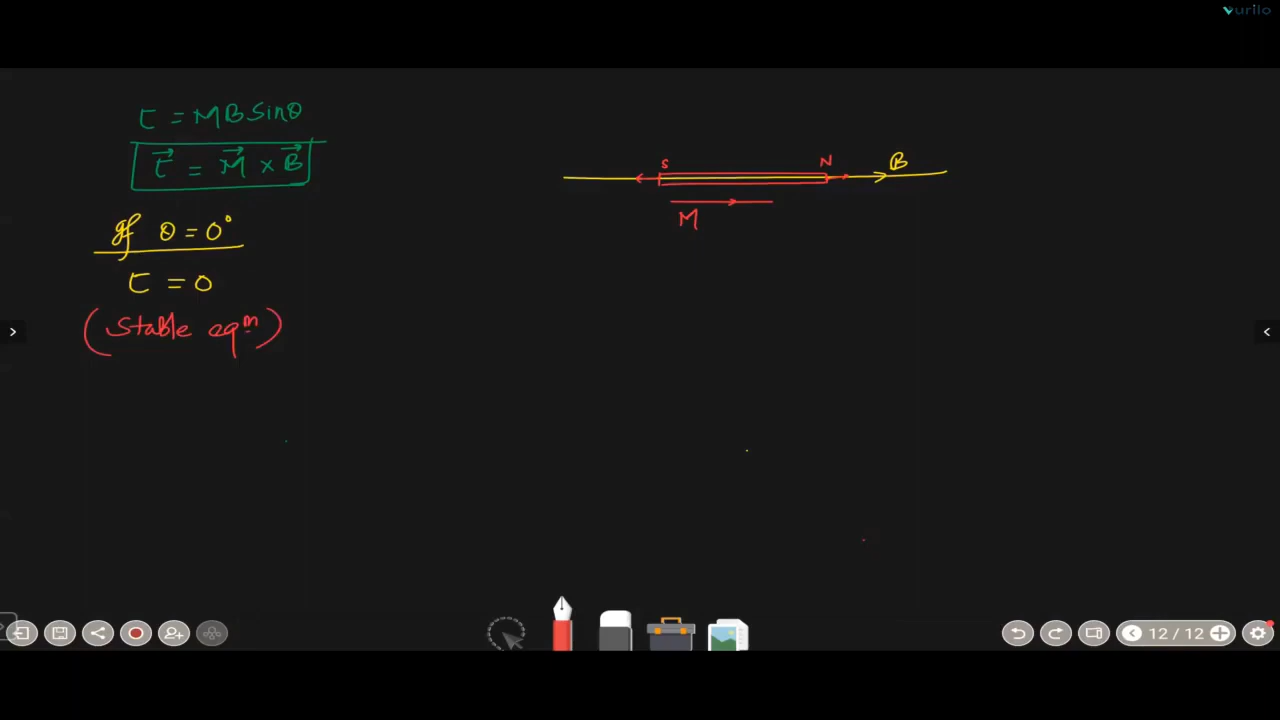 Vurilo
τ = MB Sinθ
τ⃗ = M⃗ × B⃗
If θ = 0°
τ = 0
(Stable eqm)
S N B
M
12 / 12